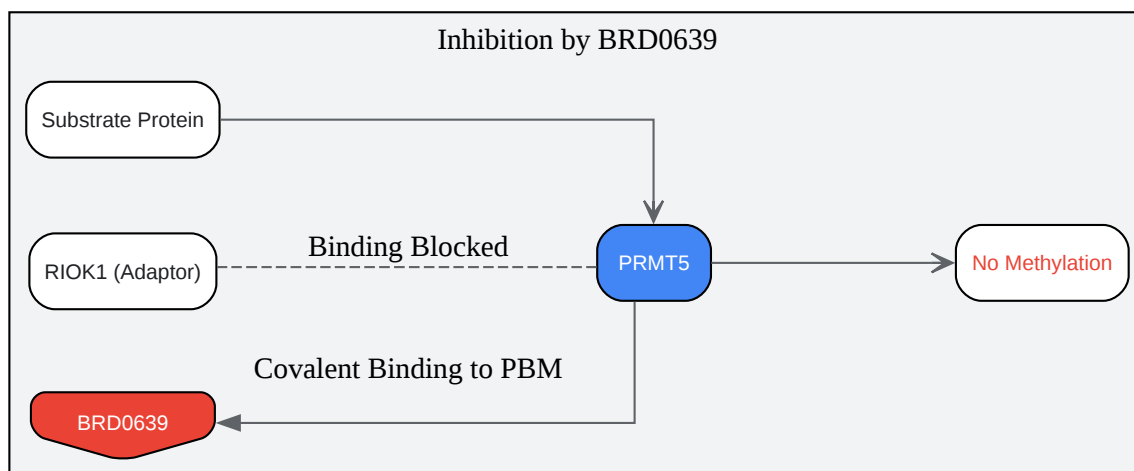 Inhibition by BRD0639
Substrate Protein
RIOK1 (Adaptor)
Binding Blocked
PRMT5
No Methylation
Covalent Binding to PBM
BRD0639